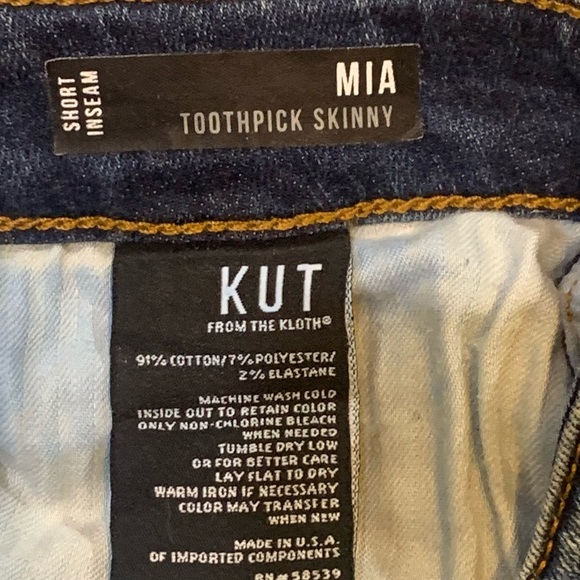 SHORT
INSEAM
MIA
TOOTHPICK SKINNY
KUT
FROM THE KLOTH®
91% COTTON/7% POLYESTER/
2% ELASTANE
MACHINE WASH COLD
INSIDE OUT TO RETAIN COLOR
ONLY NON-CHLORINE BLEACH
WHEN NEEDED
TUMBLE DRY LOW
OR FOR BETTER CARE
LAY FLAT TO DRY
WARM IRON IF NECESSARY
COLOR MAY TRANSFER
WHEN NEW
MADE IN U.S.A.
OF IMPORTED COMPONENTS
RN#58539